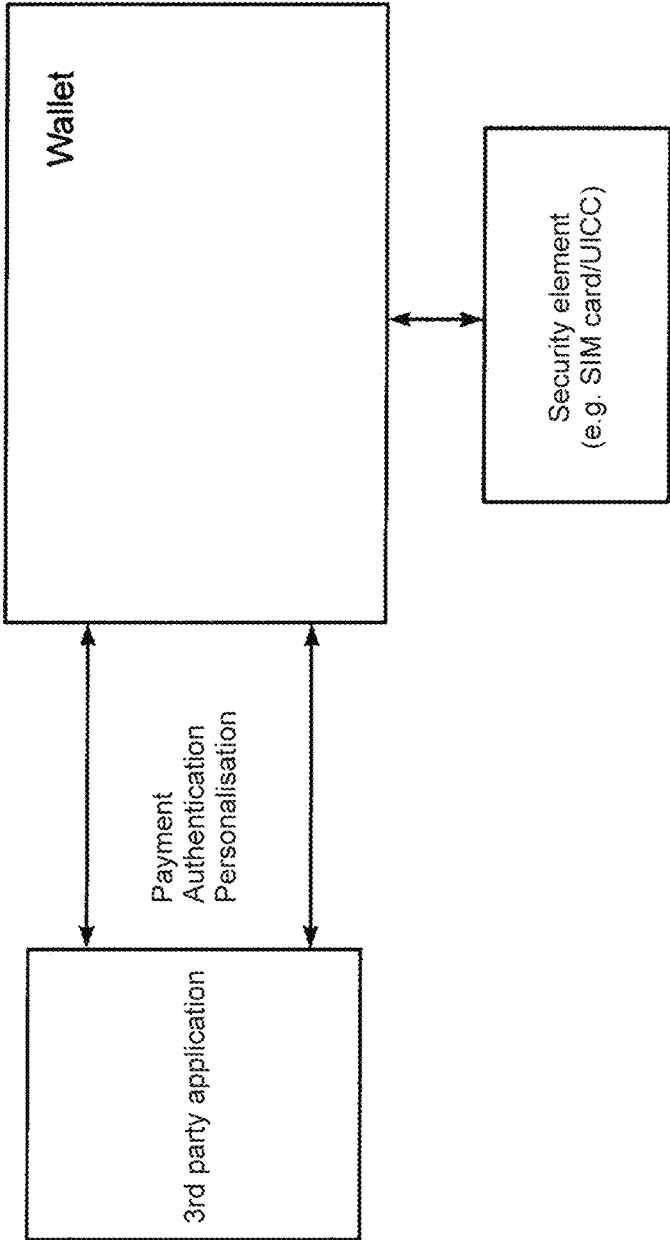 Wallet
Payment
Authentication
Personalisation
3rd party application
Security element
(e.g. SIM card/UICC)